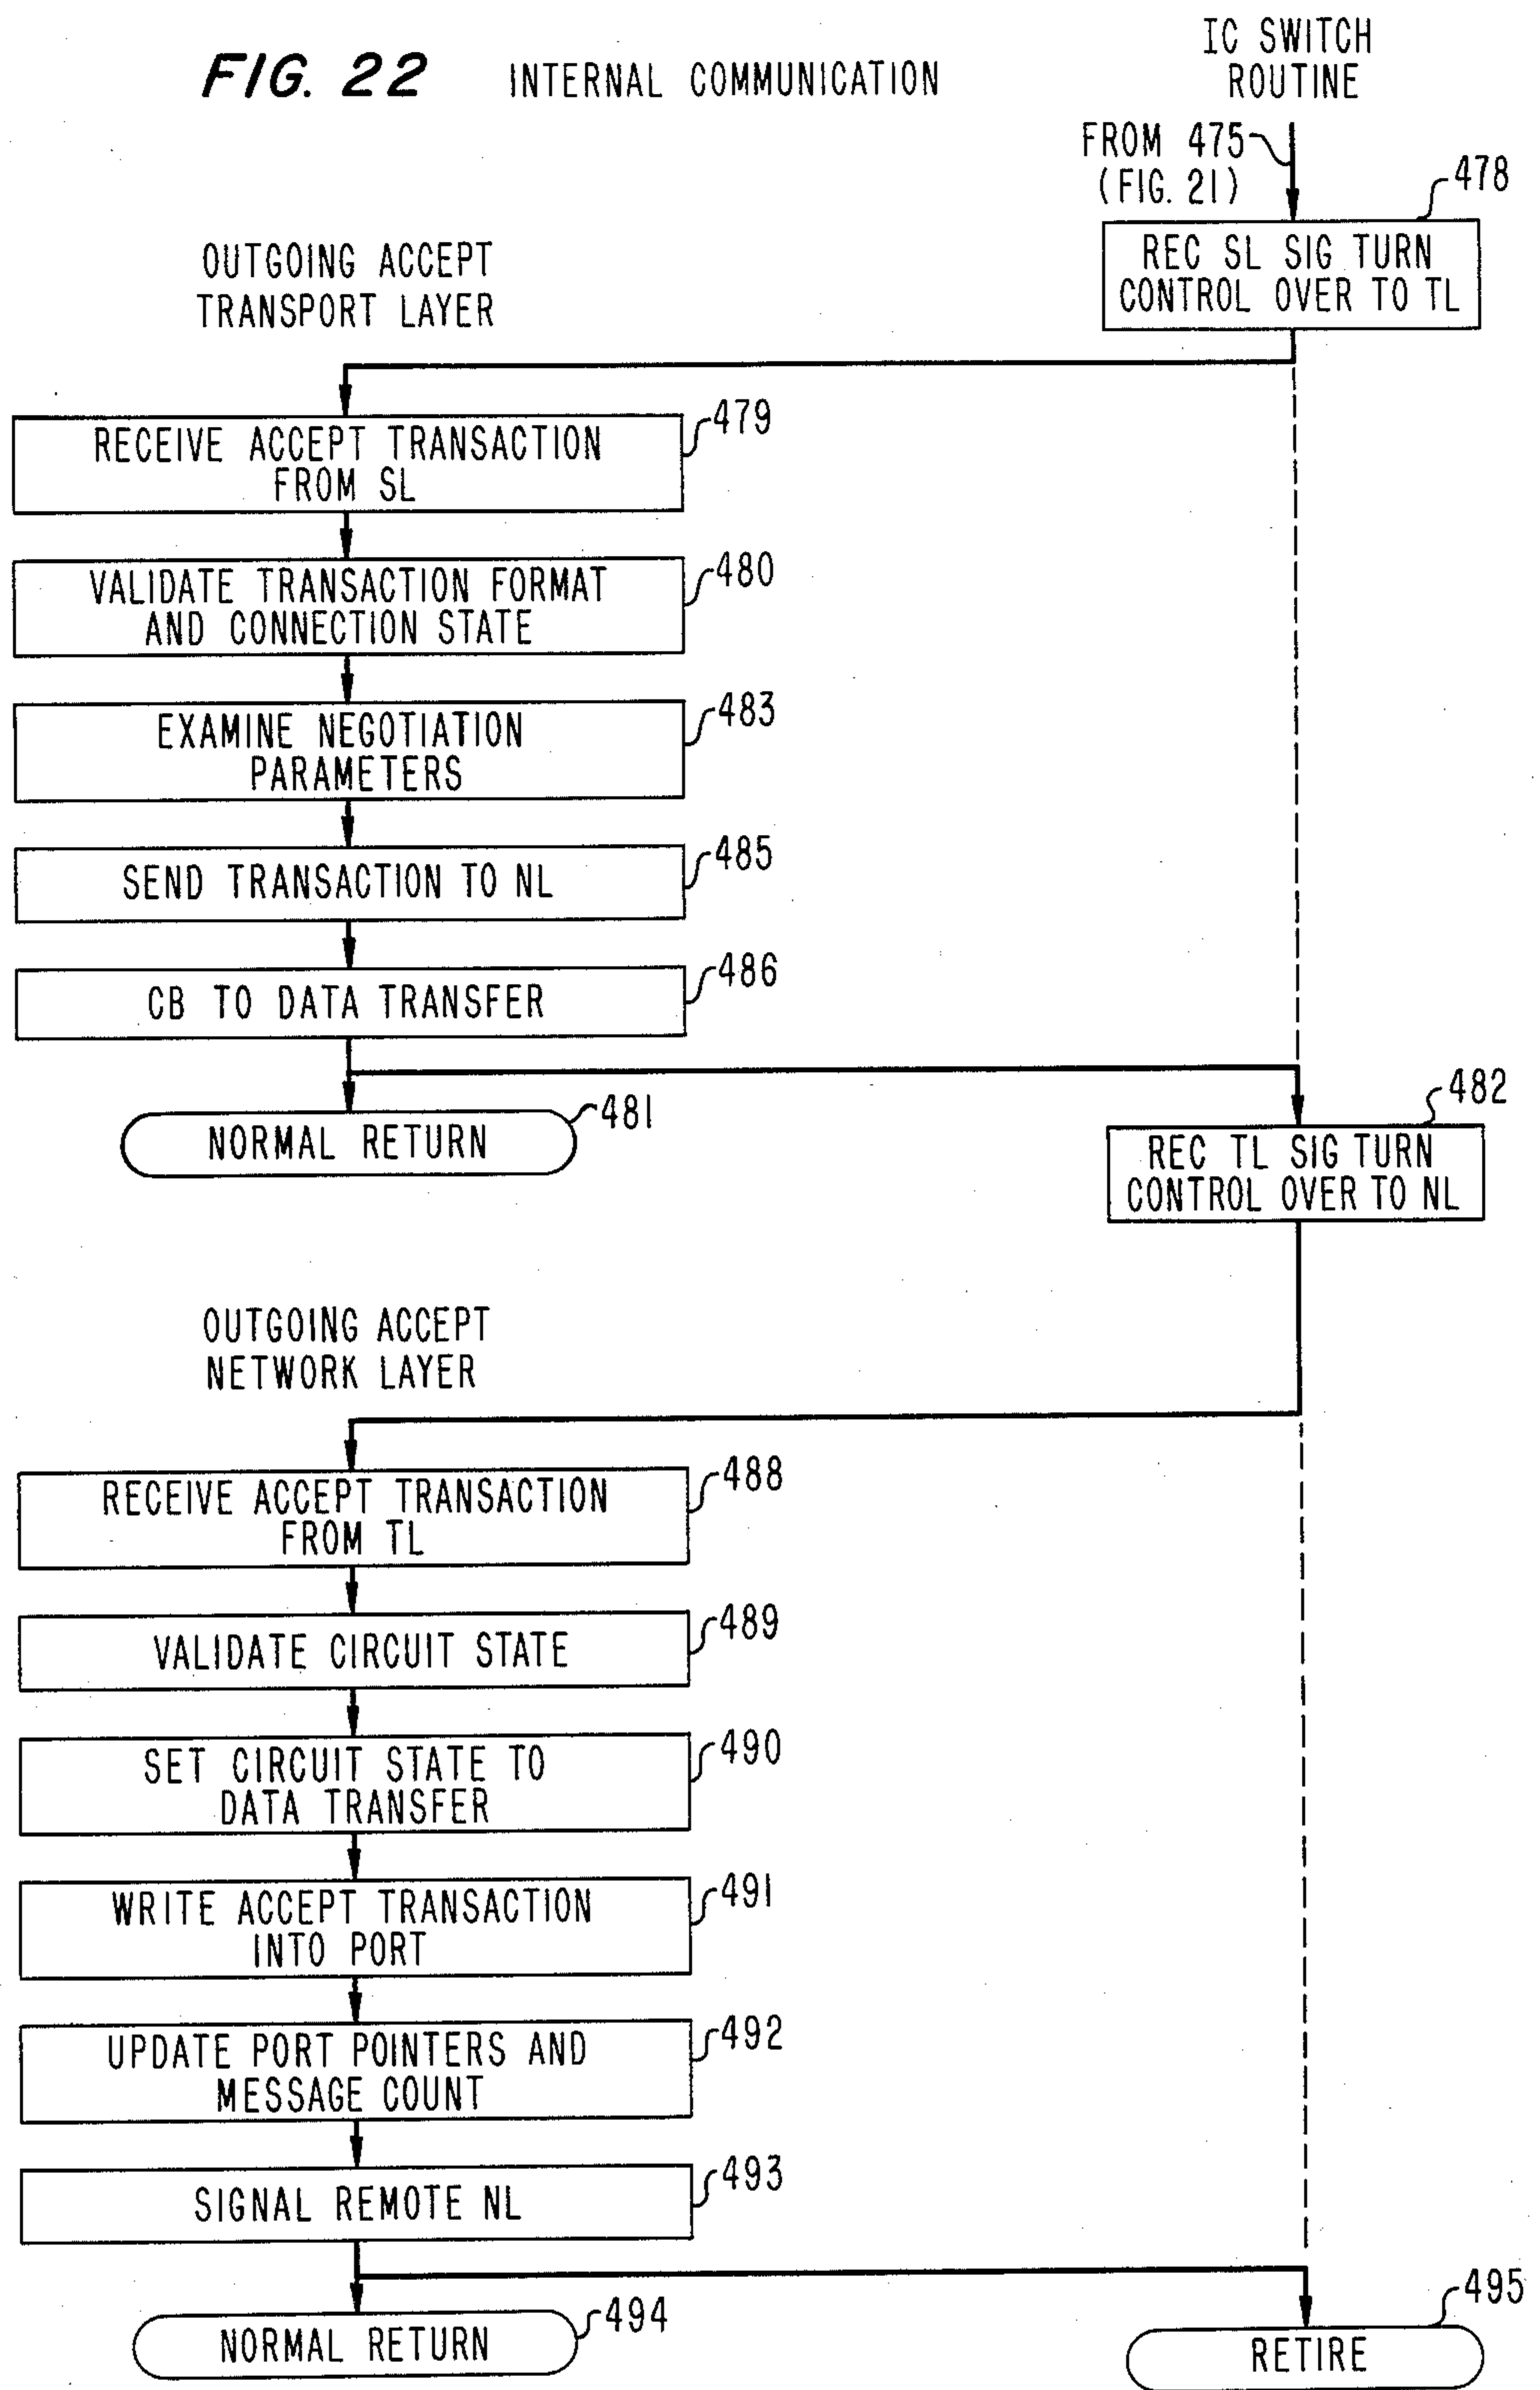 FIG. 22 INTERNAL COMMUNICATION
IC SWITCH
ROUTINE
FROM 475
(FIG. 21)
478
REC SL SIG TURN
CONTROL OVER TO TL
OUTGOING ACCEPT
TRANSPORT LAYER
479
RECEIVE ACCEPT TRANSACTION
FROM SL
480
VALIDATE TRANSACTION FORMAT
AND CONNECTION STATE
483
EXAMINE NEGOTIATION
PARAMETERS
485
SEND TRANSACTION TO NL
486
CB TO DATA TRANSFER
481
NORMAL RETURN
482
REC TL SIG TURN
CONTROL OVER TO NL
OUTGOING ACCEPT
NETWORK LAYER
488
RECEIVE ACCEPT TRANSACTION
FROM TL
489
VALIDATE CIRCUIT STATE
490
SET CIRCUIT STATE TO
DATA TRANSFER
491
WRITE ACCEPT TRANSACTION
INTO PORT
492
UPDATE PORT POINTERS AND
MESSAGE COUNT
493
SIGNAL REMOTE NL
494
NORMAL RETURN
495
RETIRE